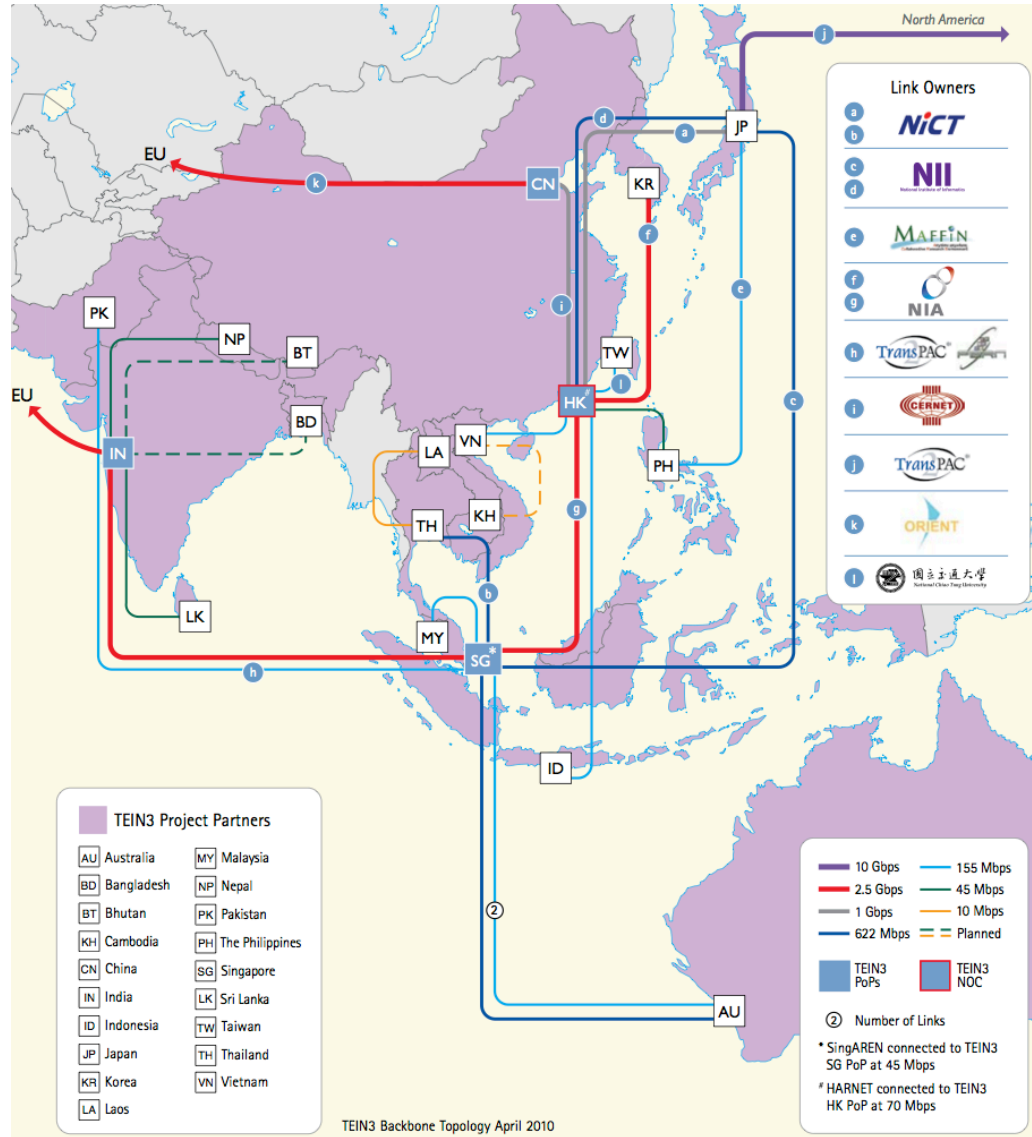 North America
j
Link Owners
a
NiCT
b
c
NII
National Institute of Informatics
d
e
MAFFIN
f
NIA
g
h
TransPAC2
i
CERNET
j
TransPAC2
k
ORIENT
l
國立交通大學
National Chiao Tung University
d
a
JP
EU
k
CN
KR
f
e
i
PK
NP
BT
TW
l
EU
HK#
c
BD
VN
IN
LA
PH
g
KH
TH
b
LK
MY
SG*
h
ID
2
AU
TEIN3 Project Partners
AU Australia
BD Bangladesh
BT Bhutan
KH Cambodia
CN China
IN India
ID Indonesia
JP Japan
KR Korea
LA Laos
MY Malaysia
NP Nepal
PK Pakistan
PH The Philippines
SG Singapore
LK Sri Lanka
TW Taiwan
TH Thailand
VN Vietnam
10 Gbps
2.5 Gbps
1 Gbps
622 Mbps
155 Mbps
45 Mbps
10 Mbps
Planned
TEIN3
PoPs
TEIN3
NOC
2 Number of Links
* SingAREN connected to TEIN3
SG PoP at 45 Mbps
# HARNET connected to TEIN3
HK PoP at 70 Mbps
TEIN3 Backbone Topology April 2010